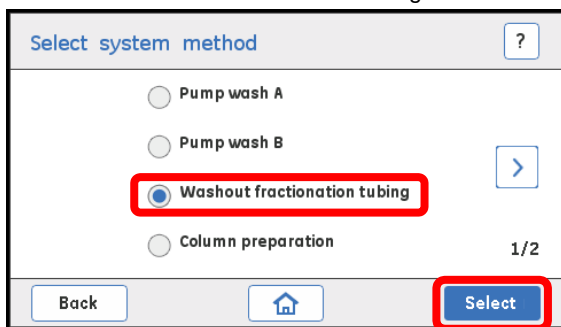 Select system method ?
Pump wash A
Pump wash B
>
Washout fractionation tubing
Column preparation
1/2
Back
Select